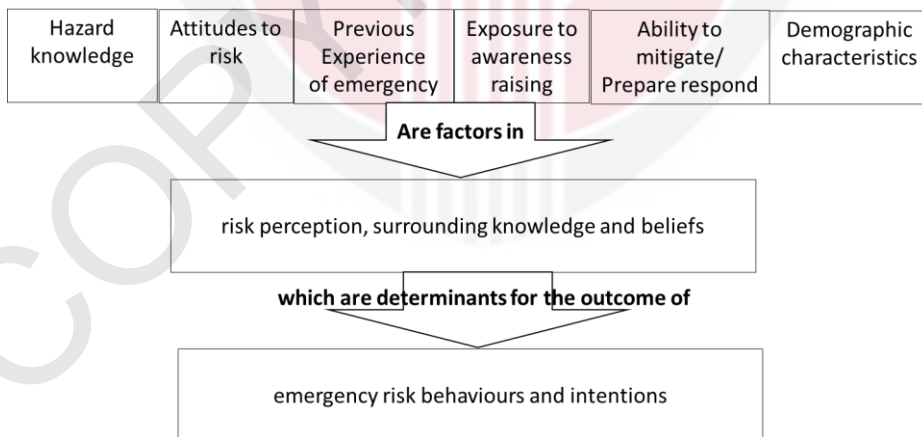 Hazard knowledge
Attitudes to risk
Previous Experience of emergency
Exposure to awareness raising
Ability to mitigate/ Prepare respond
Demographic characteristics
Are factors in
risk perception, surrounding knowledge and beliefs
which are determinants for the outcome of
emergency risk behaviours and intentions
COPY